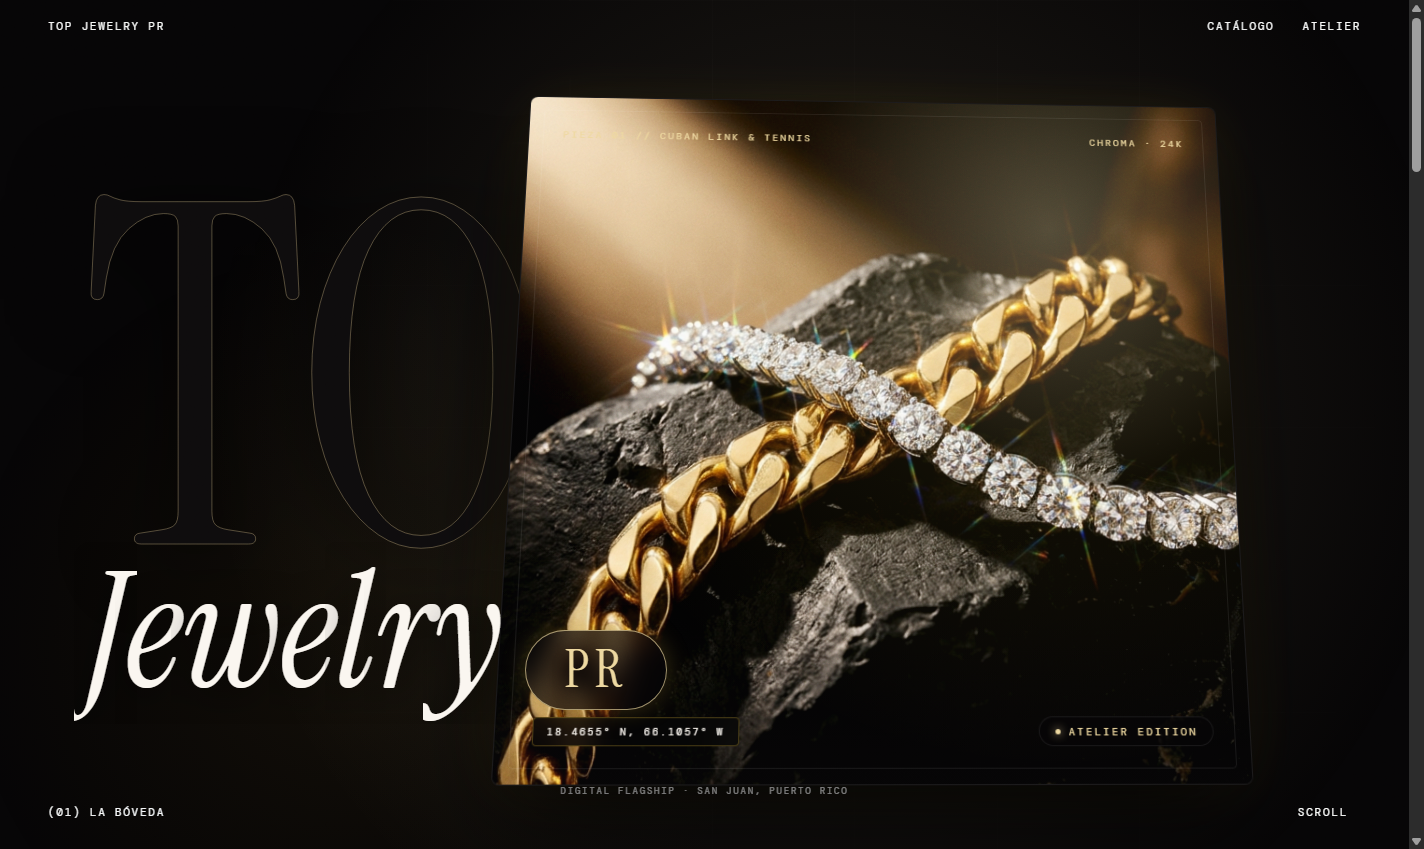 TOP JEWELRY PR
CATÁLOGO
ATELIER
// CUBAN LINK & TENNIS
CHROMA · 24K
TO
Jewelry
PR
18.4655° N, 66.1057° W
ATELIER EDITION
DIGITAL FLAGSHIP · SAN JUAN, PUERTO RICO
(01) LA BÓVEDA
SCROLL